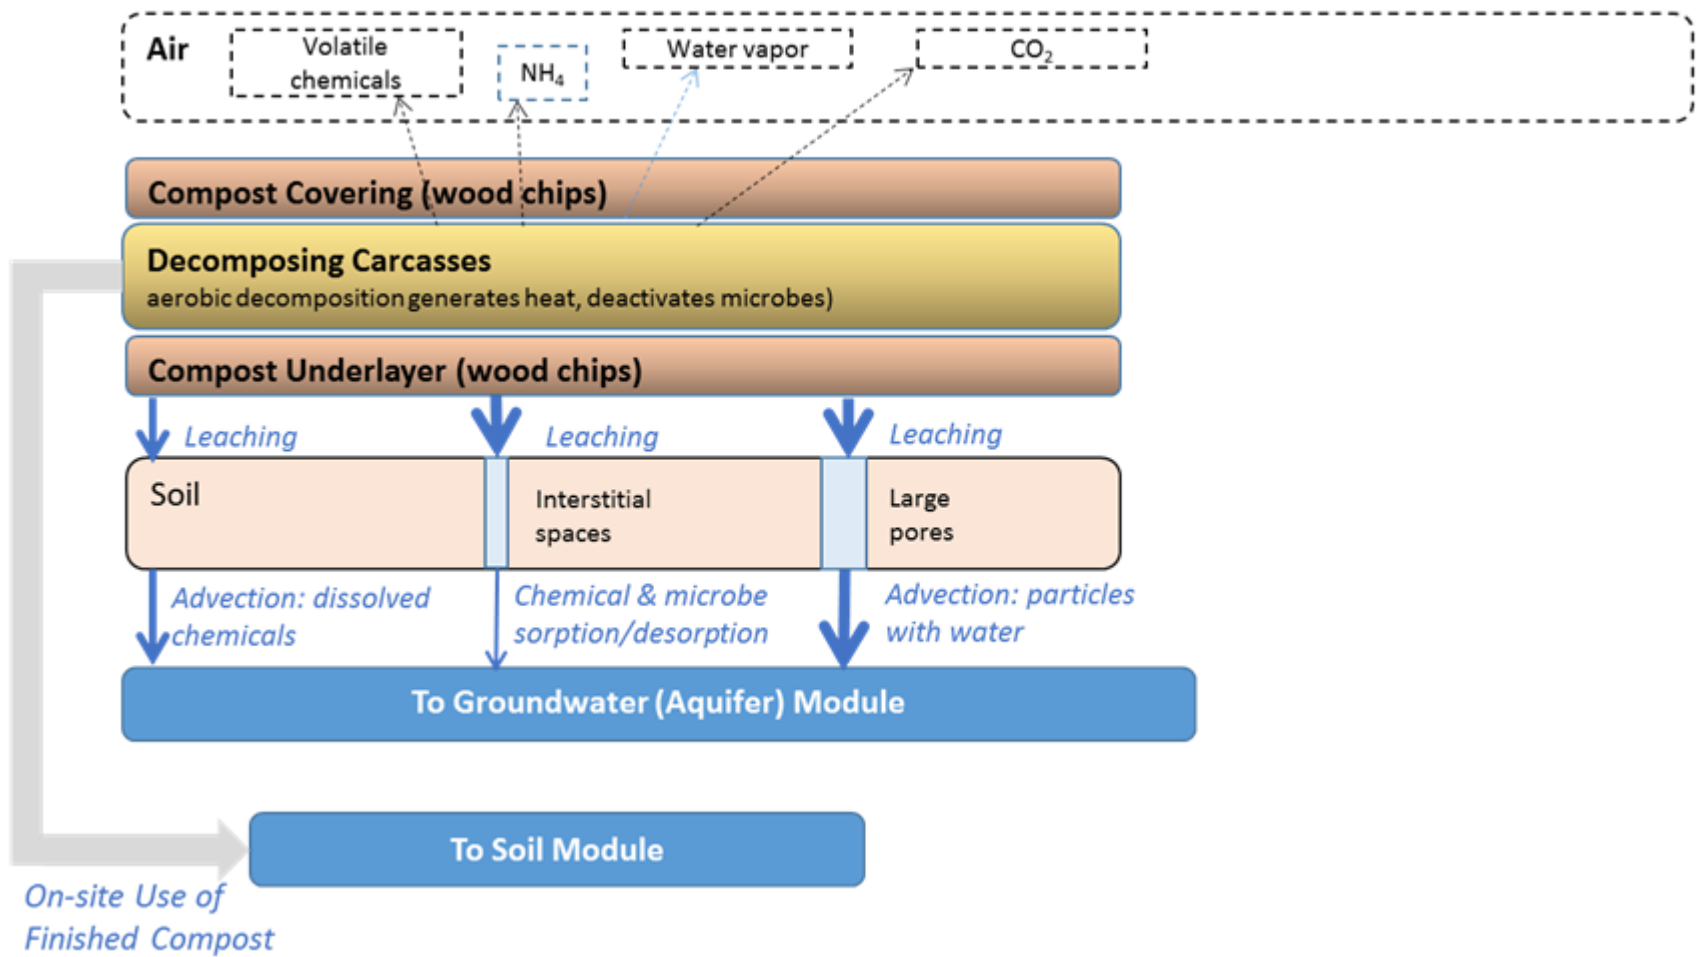 Air
Volatile
chemicals
NH₄
Water vapor
CO₂
Compost Covering (wood chips)
Decomposing Carcasses
aerobic decomposition generates heat, deactivates microbes)
Compost Underlayer (wood chips)
Leaching
Leaching
Leaching
Soil
Interstitial
spaces
Large
pores
Advection: dissolved
chemicals
Chemical & microbe
sorption/desorption
Advection: particles
with water
To Groundwater (Aquifer) Module
To Soil Module
On-site Use of
Finished Compost